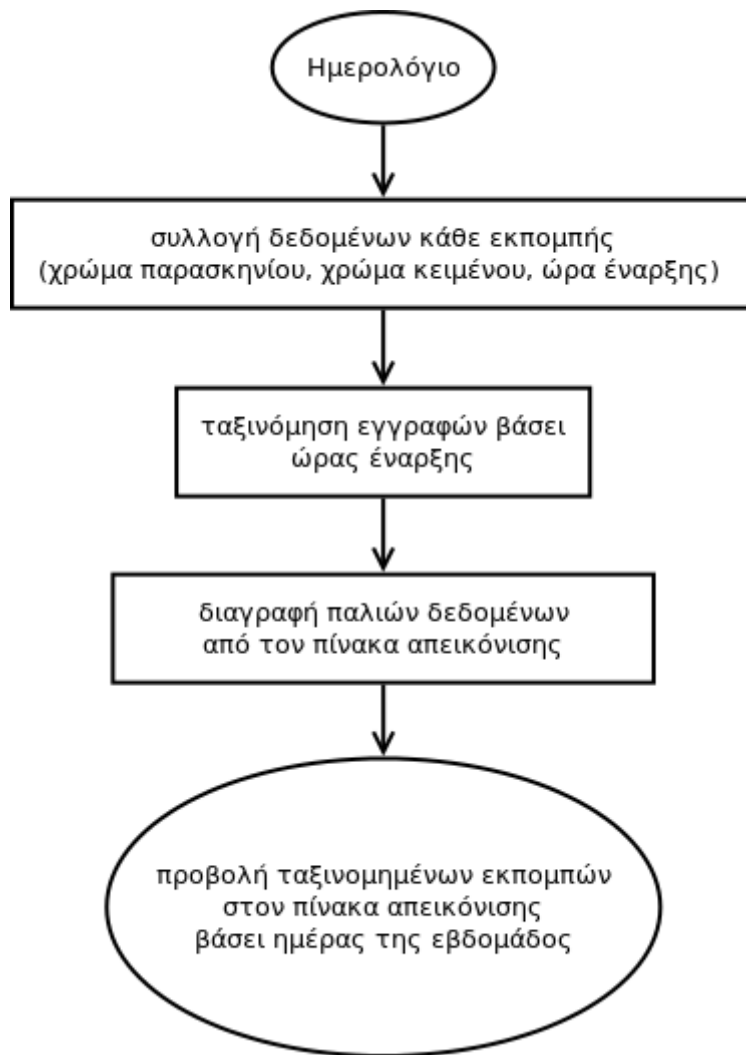 Ημερολόγιο
συλλογή δεδομένων κάθε εκπομπής
(χρώμα παρασκηνίου, χρώμα κειμένου, ώρα έναρξης)
ταξινόμηση εγγραφών βάσει
ώρας έναρξης
διαγραφή παλιών δεδομένων
από τον πίνακα απεικόνισης
προβολή ταξινομημένων εκπομπών
στον πίνακα απεικόνισης
βάσει ημέρας της εβδομάδος